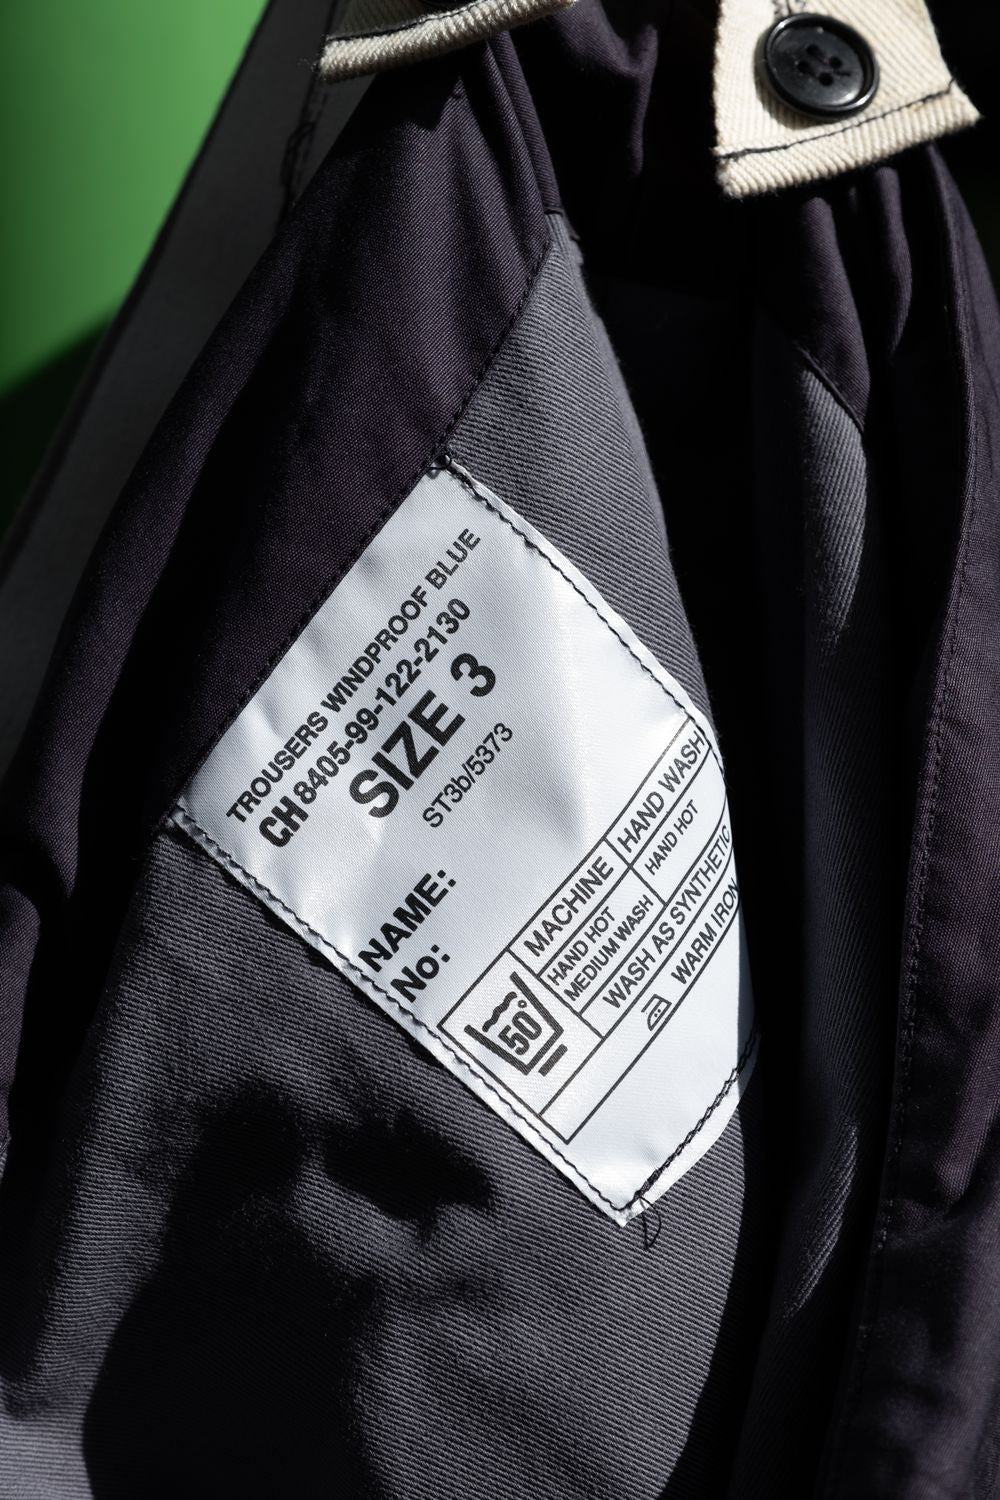 TROUSERS WINDPROOF BLUE
CH 8405-99-122-2130
SIZE 3
ST3b/5373
NAME:
No:
50°
MACHINE
HAND WASH
HAND HOT
MEDIUM WASH
HAND HOT
WASH AS SYNTHETIC
WARM IRON